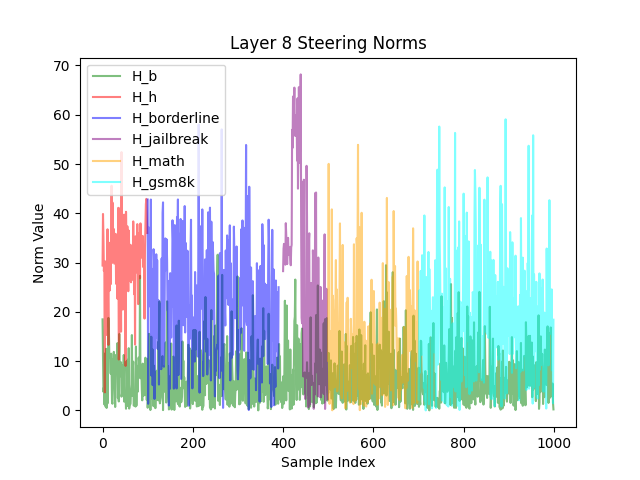 Layer 8 Steering Norms
70
60
50
40
30
20
10
0
Norm Value
H_b
H_h
H_borderline
H_jailbreak
H_math
H_gsm8k
0 200 400 600 800 1000
Sample Index